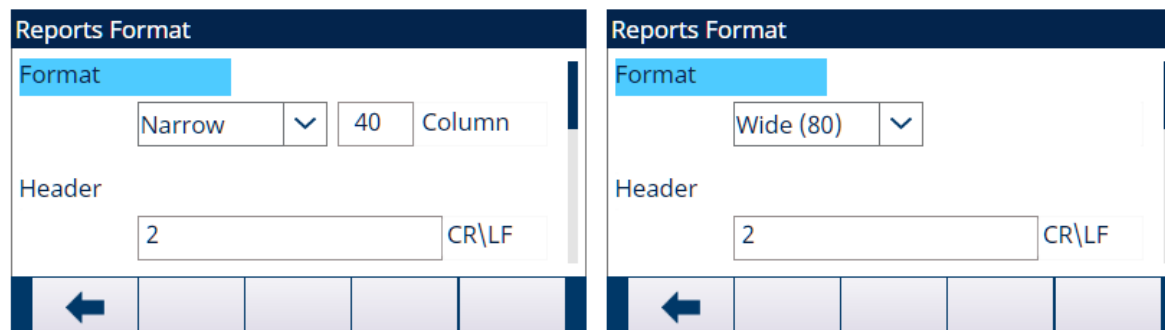 Reports Format
Format
Narrow 40 Column
Header
2 CR\LF
Reports Format
Format
Wide (80)
Header
2 CR\LF